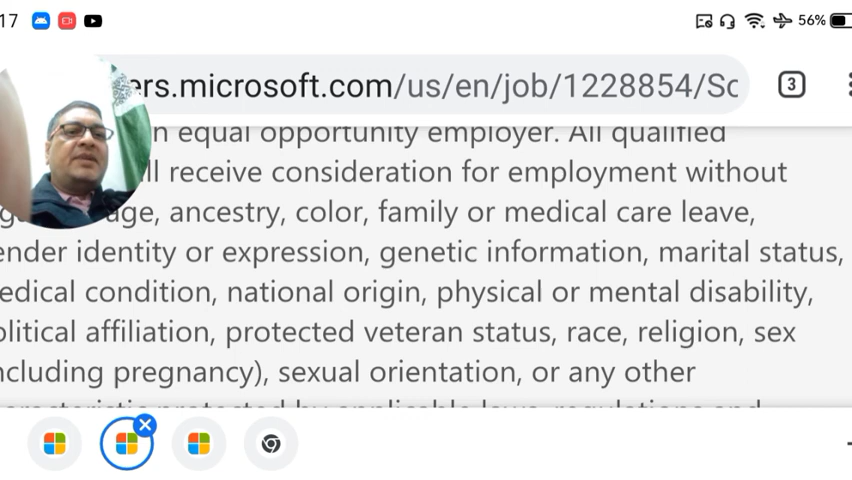 17
56%
ers.microsoft.com/us/en/job/1228854/Sc
3
n equal opportunity employer. All qualified
ll receive consideration for employment without
age, ancestry, color, family or medical care leave,
ender identity or expression, genetic information, marital status,
edical condition, national origin, physical or mental disability,
olitical affiliation, protected veteran status, race, religion, sex
ncluding pregnancy), sexual orientation, or any other